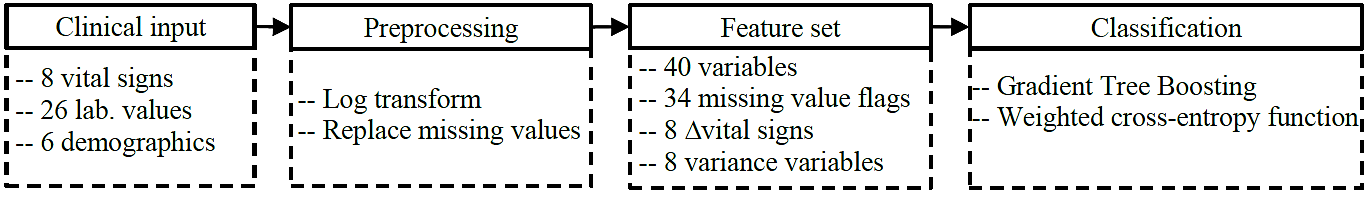 Clinical input
-- 8 vital signs
-- 26 lab. values
-- 6 demographics
Preprocessing
-- Log transform
-- Replace missing values
Feature set
-- 40 variables
-- 34 missing value flags
-- 8 Δvital signs
-- 8 variance variables
Classification
-- Gradient Tree Boosting
-- Weighted cross-entropy function